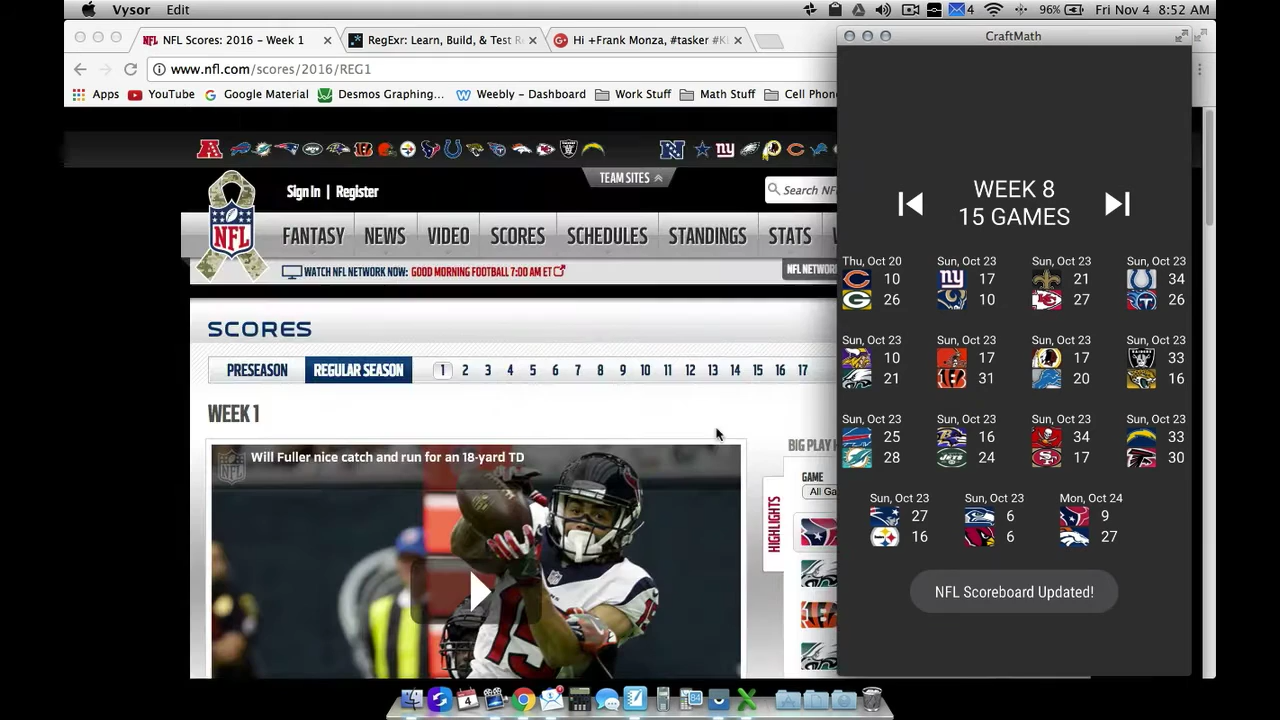 Vysor Edit
4 96% Fri Nov 4 8:52 AM
NFL Scores: 2016 - Week 1
RegExr: Learn, Build, & Test R
Hi +Frank Monza, #tasker #K
CraftMath
www.nfl.com/scores/2016/REG1
Apps
YouTube
Google Material
Desmos Graphing...
Weebly - Dashboard
Work Stuff
Math Stuff
Cell Phon
TEAM SITES
Sign In | Register
Search NF
NFL
FANTASY NEWS VIDEO SCORES SCHEDULES STANDINGS STATS
WATCH NFL NETWORK NOW: GOOD MORNING FOOTBALL 7:00 AM ET
NFL NETWOR
SCORES
PRESEASON REGULAR SEASON 1 2 3 4 5 6 7 8 9 10 11 12 13 14 15 16 17
WEEK 1
Will Fuller nice catch and run for an 18-yard TD
BIG PLAY
GAME
All Ga
HIGHLIGHTS
WEEK 8
15 GAMES
Thu, Oct 20 Sun, Oct 23 Sun, Oct 23 Sun, Oct 23
10 17 21 34
26 10 27 26
Sun, Oct 23 Sun, Oct 23 Sun, Oct 23 Sun, Oct 23
10 17 17 33
21 31 20 16
Sun, Oct 23 Sun, Oct 23 Sun, Oct 23 Sun, Oct 23
25 16 34 33
28 24 17 30
Sun, Oct 23 Sun, Oct 23 Mon, Oct 24
27 6 9
16 6 27
NFL Scoreboard Updated!